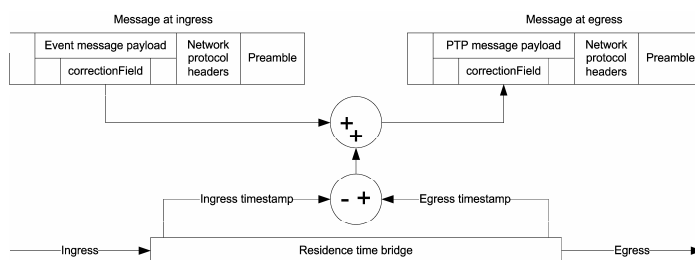 Message at ingress
Message at egress
Event message payload
Network
protocol
headers
Preamble
correctionField
PTP message payload
Network
protocol
headers
Preamble
correctionField
+
+
Ingress timestamp
- +
Egress timestamp
Ingress
Residence time bridge
Egress